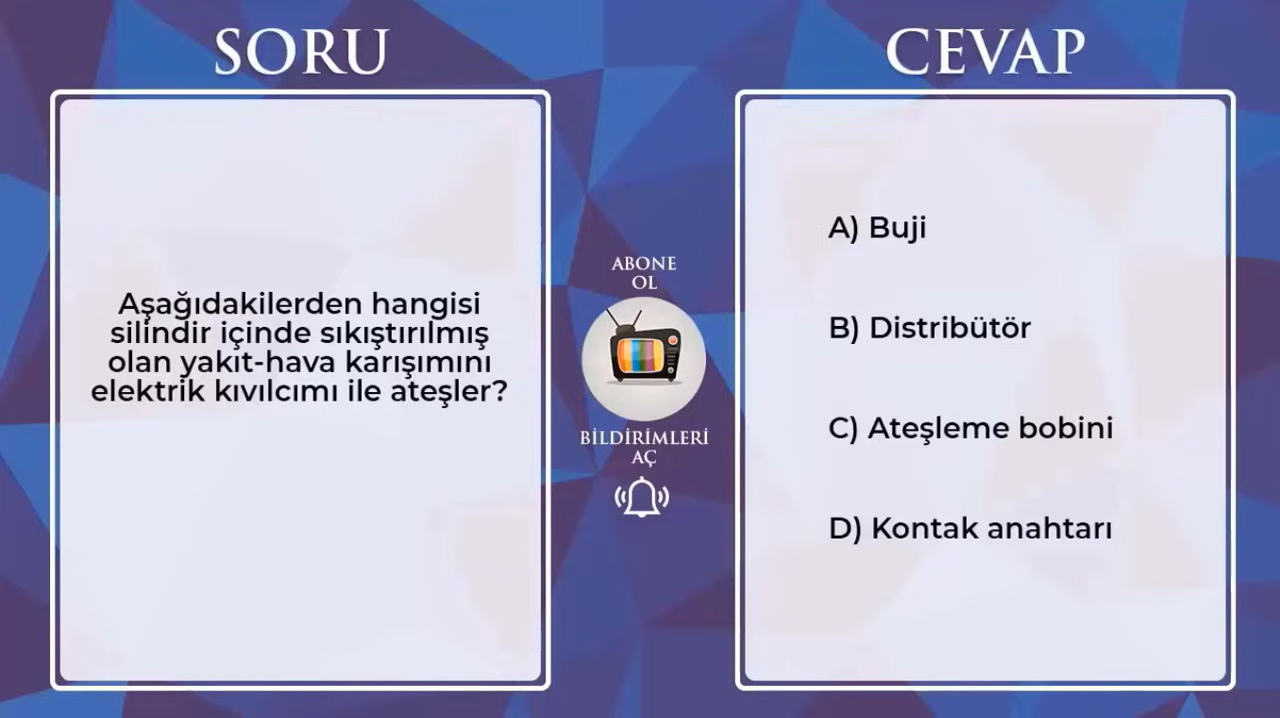 SORU
Aşağıdakilerden hangisi
silindir içinde sıkıştırılmış
olan yakıt-hava karışımını
elektrik kıvılcımı ile ateşler?
ABONE
OL
BİLDİRİMLERİ
AÇ
CEVAP
A) Buji
B) Distribütör
C) Ateşleme bobini
D) Kontak anahtarı